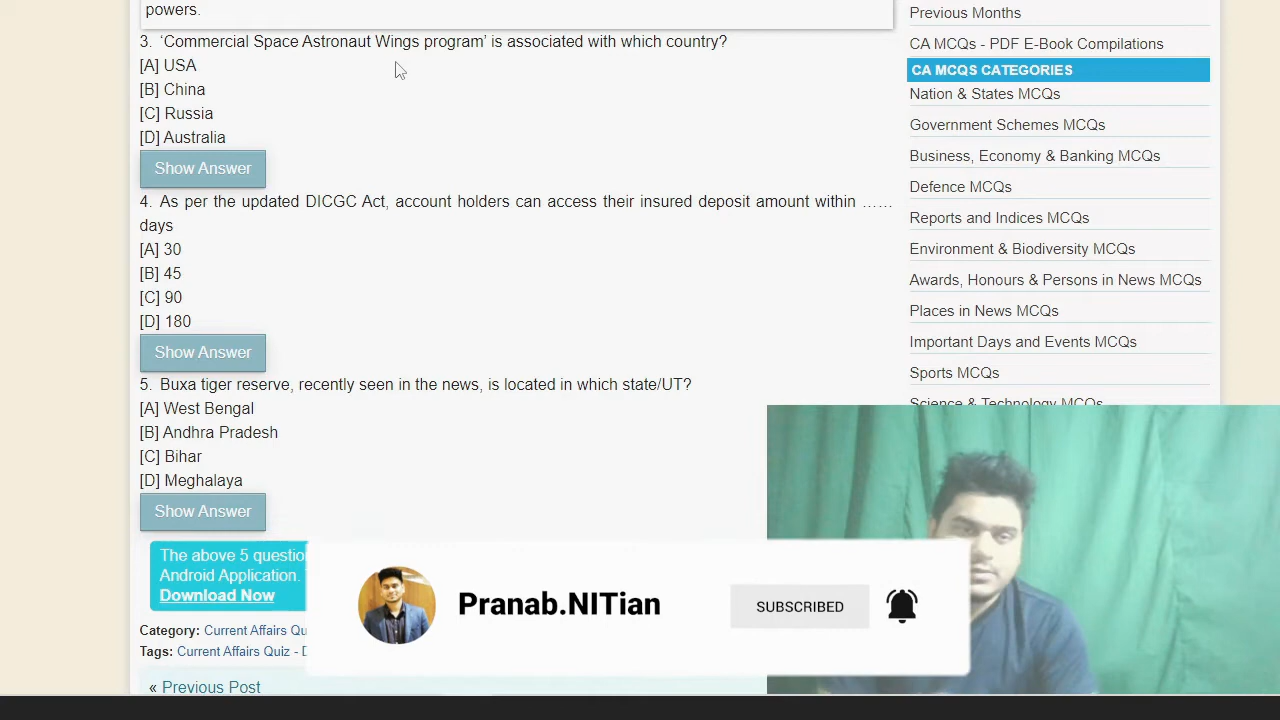 powers.
3. ‘Commercial Space Astronaut Wings program’ is associated with which country?
[A] USA
[B] China
[C] Russia
[D] Australia
Show Answer
4. As per the updated DICGC Act, account holders can access their insured deposit amount within ……
days
[A] 30
[B] 45
[C] 90
[D] 180
Show Answer
5. Buxa tiger reserve, recently seen in the news, is located in which state/UT?
[A] West Bengal
[B] Andhra Pradesh
[C] Bihar
[D] Meghalaya
Show Answer
The above 5 questio
Android Application.
Download Now
Category: Current Affairs Qu
Tags: Current Affairs Quiz -
« Previous Post
Previous Months
CA MCQs - PDF E-Book Compilations
CA MCQS CATEGORIES
Nation & States MCQs
Government Schemes MCQs
Business, Economy & Banking MCQs
Defence MCQs
Reports and Indices MCQs
Environment & Biodiversity MCQs
Awards, Honours & Persons in News MCQs
Places in News MCQs
Important Days and Events MCQs
Sports MCQs
Science & Technology MCQs
Pranab.NITian
SUBSCRIBED